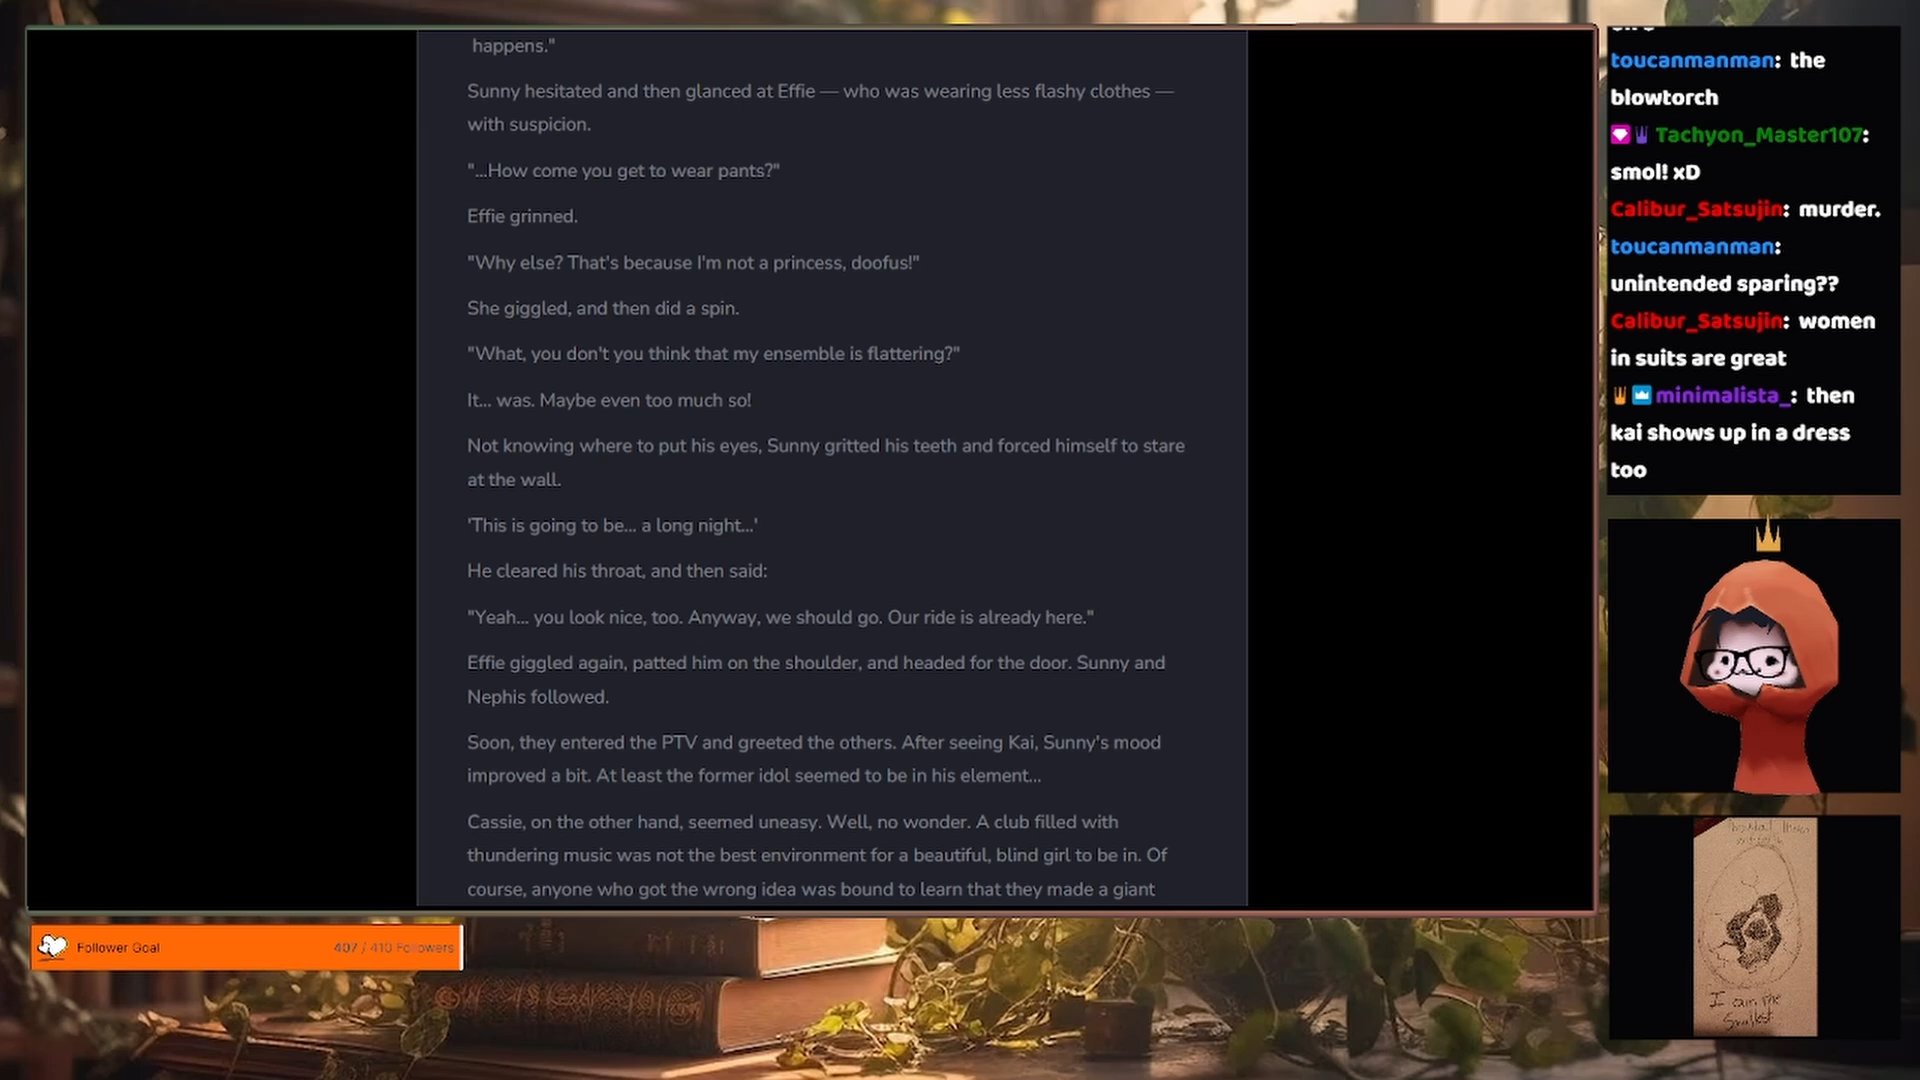 happens."
Sunny hesitated and then glanced at Effie — who was wearing less flashy clothes —
with suspicion.
"...How come you get to wear pants?"
Effie grinned.
"Why else? That's because I'm not a princess, doofus!"
She giggled, and then did a spin.
"What, you don't you think that my ensemble is flattering?"
It... was. Maybe even too much so!
Not knowing where to put his eyes, Sunny gritted his teeth and forced himself to stare
at the wall.
'This is going to be... a long night...'
He cleared his throat, and then said:
"Yeah... you look nice, too. Anyway, we should go. Our ride is already here."
Effie giggled again, patted him on the shoulder, and headed for the door. Sunny and
Nephis followed.
Soon, they entered the PTV and greeted the others. After seeing Kai, Sunny's mood
improved a bit. At least the former idol seemed to be in his element...
Cassie, on the other hand, seemed uneasy. Well, no wonder. A club filled with
thundering music was not the best environment for a beautiful, blind girl to be in. Of
course, anyone who got the wrong idea was bound to learn that they made a giant
toucanmanman: the
blowtorch
Tachyon_Master107:
smol! xD
Calibur_Satsujin: murder.
toucanmanman:
unintended sparing??
Calibur_Satsujin: women
in suits are great
minimalista_: then
kai shows up in a dress
too
I am the
Smallest
Follower Goal
407 / 410 Followers